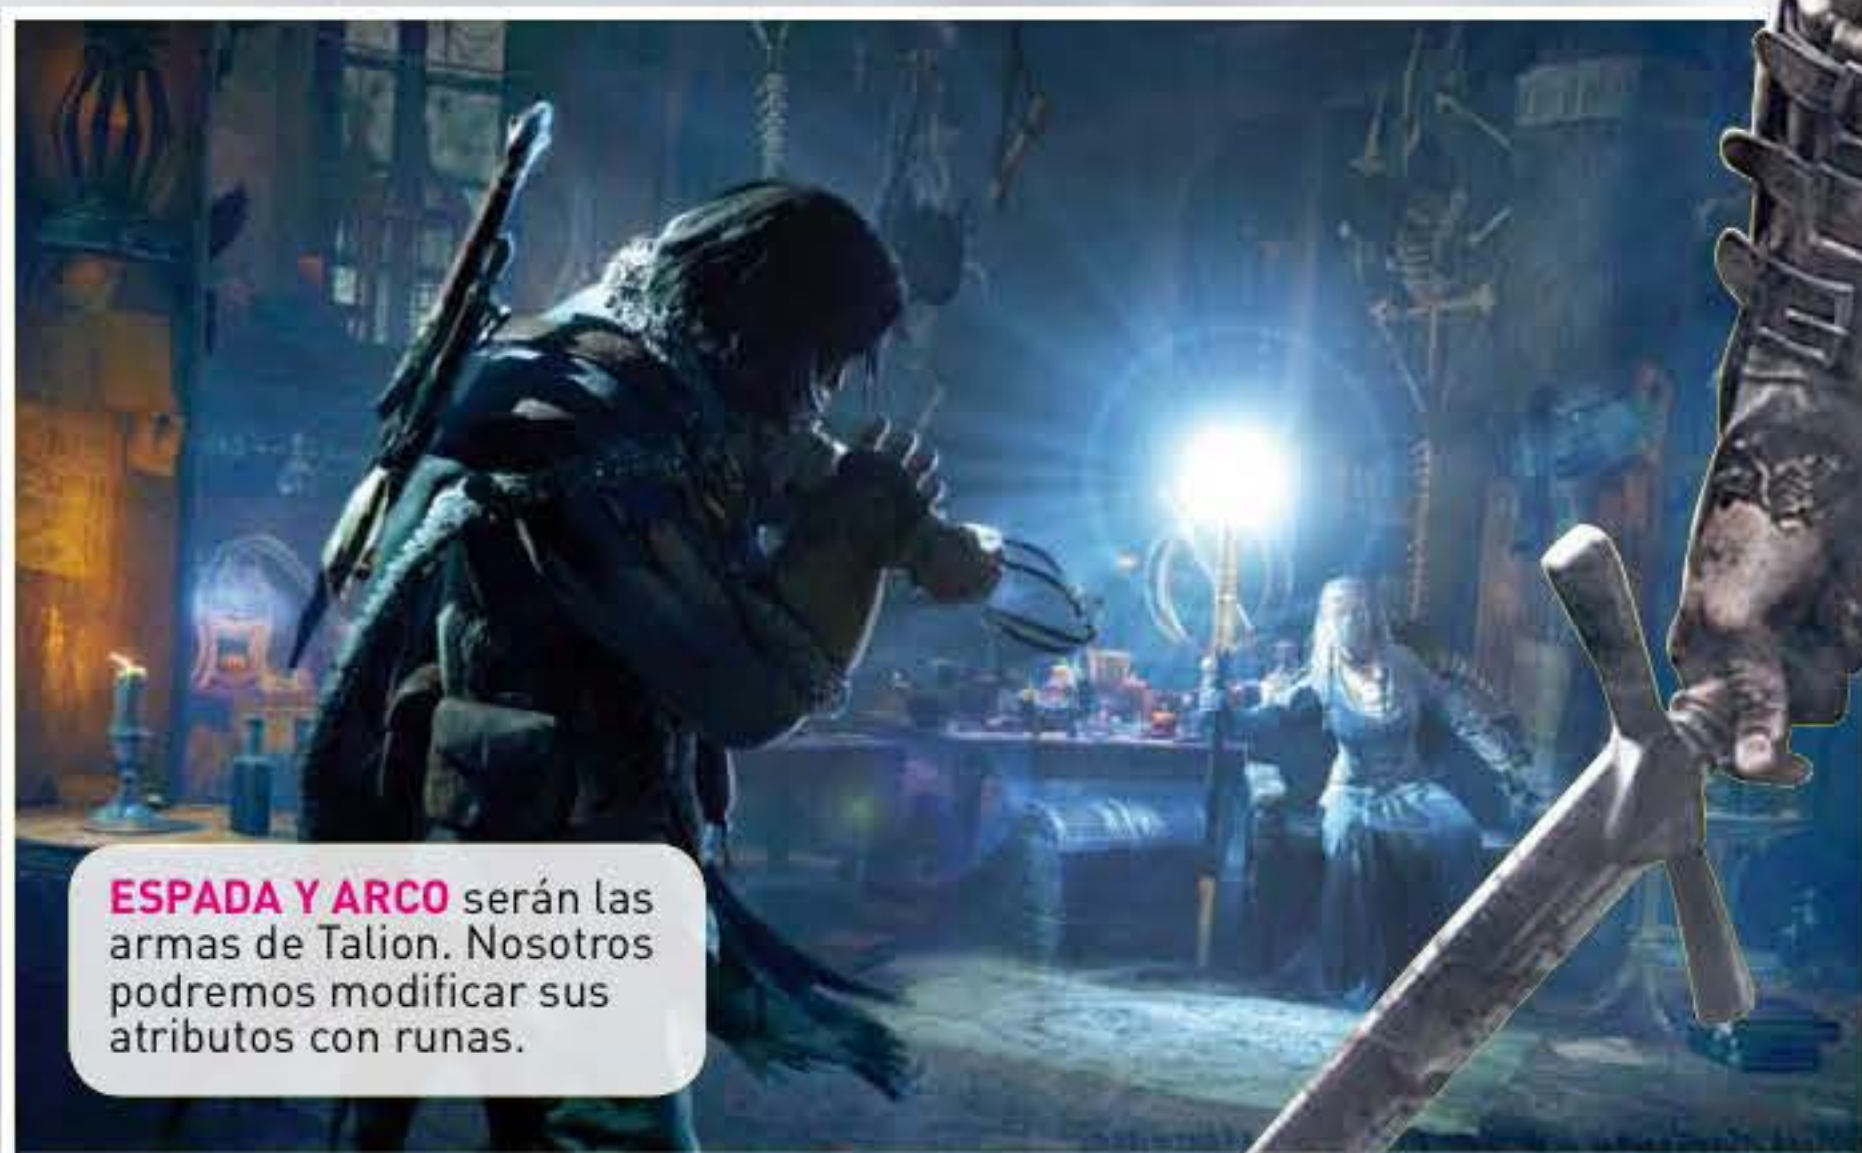 ESPADA Y ARCO serán las
armas de Talion. Nosotros
podremos modificar sus
atributos con runas.